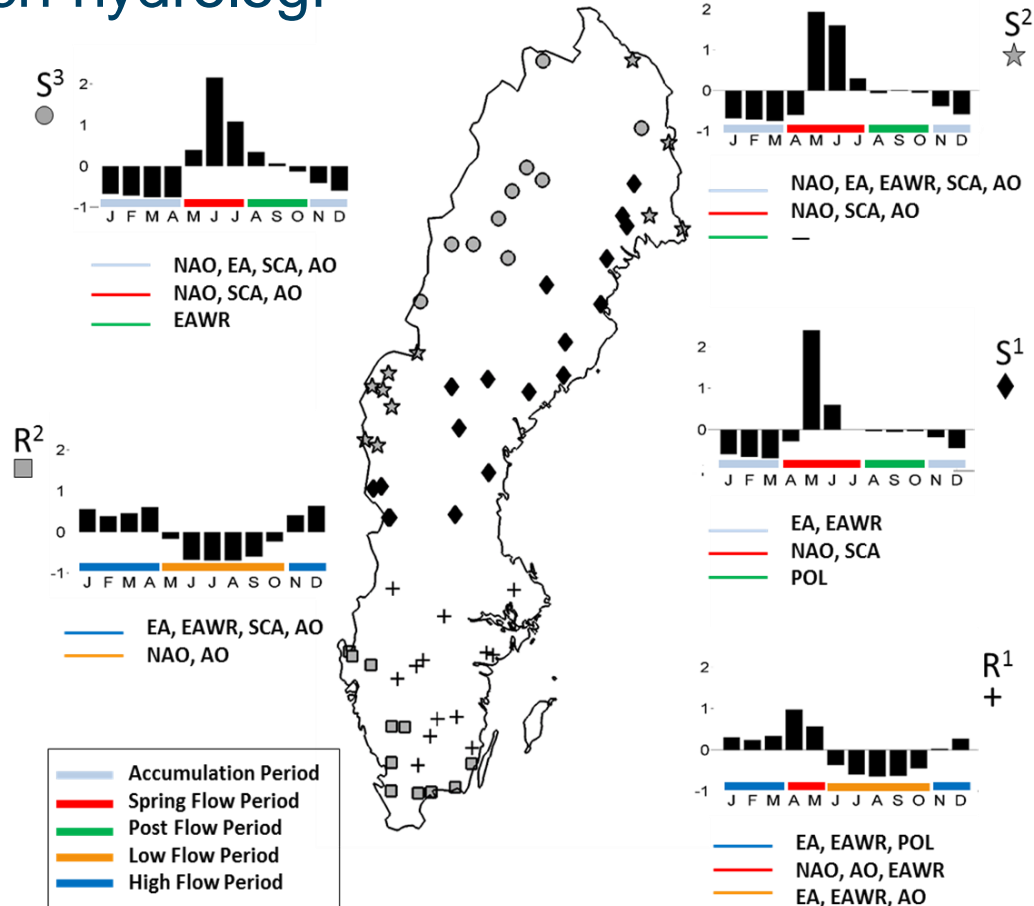 S³
2
1
0
-1
J F M A M J J A S O N D
NAO, EA, SCA, AO
NAO, SCA, AO
EAWR
S²
2
1
0
-1
J F M A M J J A S O N D
NAO, EA, EAWR, SCA, AO
NAO, SCA, AO
—
S¹
2
1
0
J F M A M J J A S O N D
EA, EAWR
NAO, SCA
POL
R²
2
1
0
-1
J F M A M J J A S O N D
EA, EAWR, SCA, AO
NAO, AO
R¹
2
1
0
-1
J F M A M J J A S O N D
EA, EAWR, POL
NAO, AO, EAWR
EA, EAWR, AO
Accumulation Period
Spring Flow Period
Post Flow Period
Low Flow Period
High Flow Period